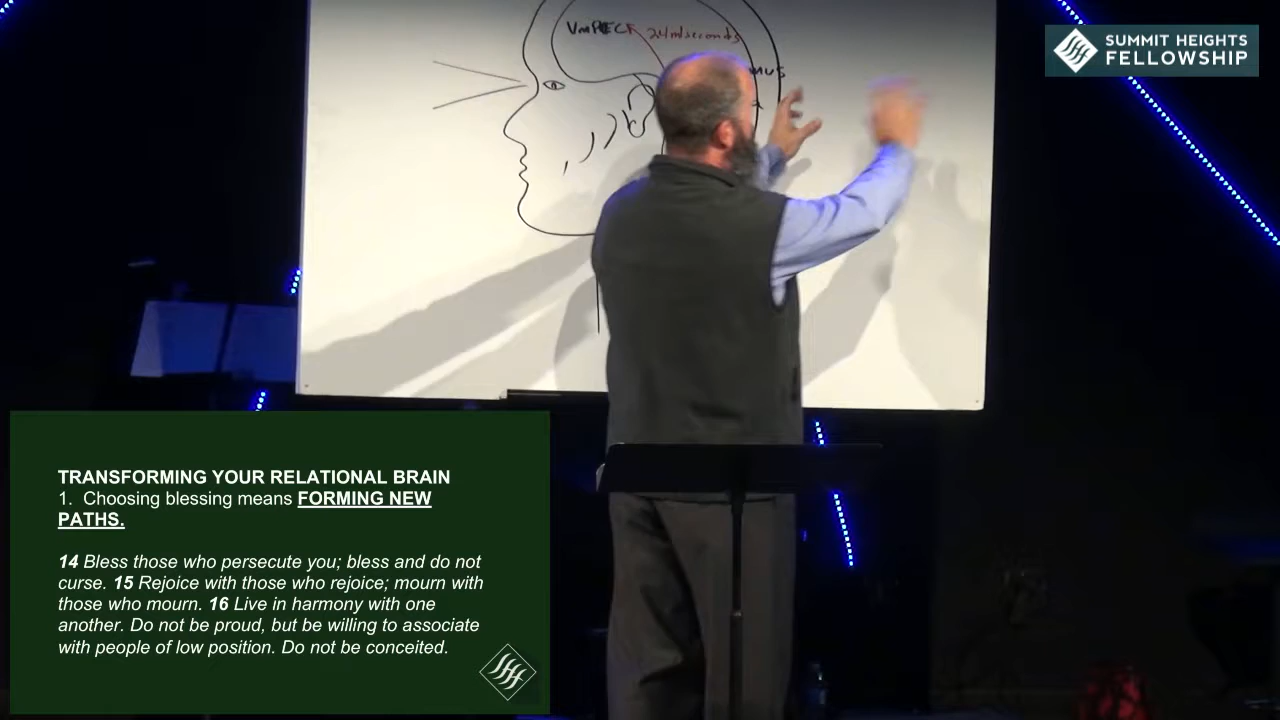 24mlseconds
SUMMIT HEIGHTS
FELLOWSHIP
TRANSFORMING YOUR RELATIONAL BRAIN
1. Choosing blessing means FORMING NEW
PATHS.
14 Bless those who persecute you; bless and do not
curse. 15 Rejoice with those who rejoice; mourn with
those who mourn. 16 Live in harmony with one
another. Do not be proud, but be willing to associate
with people of low position. Do not be conceited.